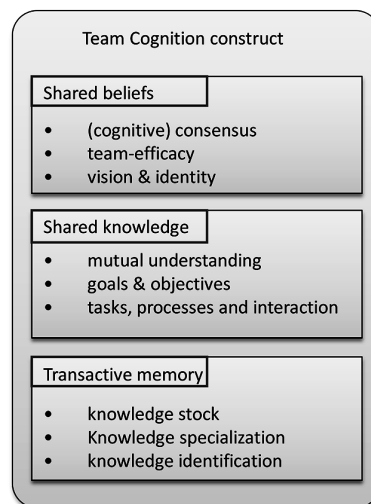 Team Cognition construct
Shared beliefs
• (cognitive) consensus
• team-efficacy
• vision & identity
Shared knowledge
• mutual understanding
• goals & objectives
• tasks, processes and interaction
Transactive memory
• knowledge stock
• Knowledge specialization
• knowledge identification